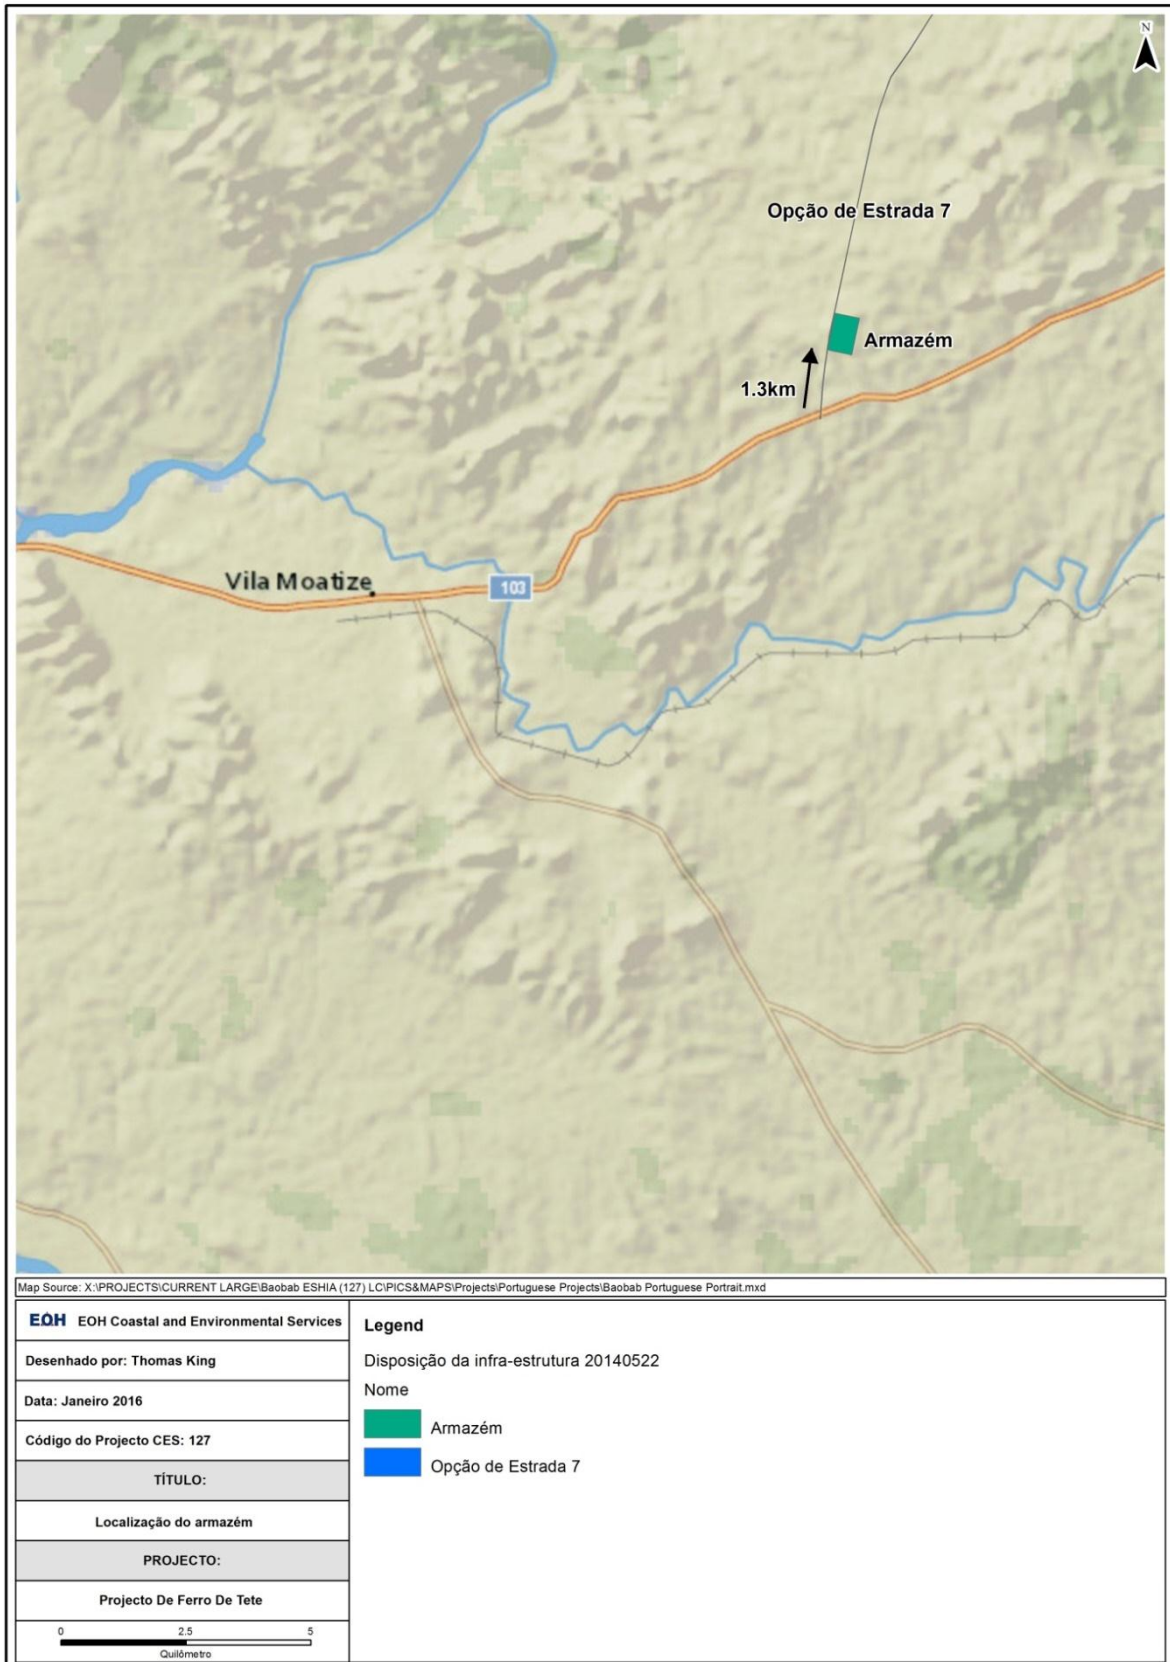 N
Opção de Estrada 7
Armazém
1.3km
Vila Moatize
103
Map Source: X:\PROJECTS\CURRENT LARGE\Baobab ESHIA (127) LC\PICS&MAPS\Projects\Portuguese Projects\Baobab Portuguese Portrait.mxd
EOH EOH Coastal and Environmental Services
Desenhado por: Thomas King
Data: Janeiro 2016
Código do Projecto CES: 127
TÍTULO:
Localização do armazém
PROJECTO:
Projecto De Ferro De Tete
0 2.5 5
Quilômetro
Legend
Disposição da infra-estrutura 20140522
Nome
Armazém
Opção de Estrada 7